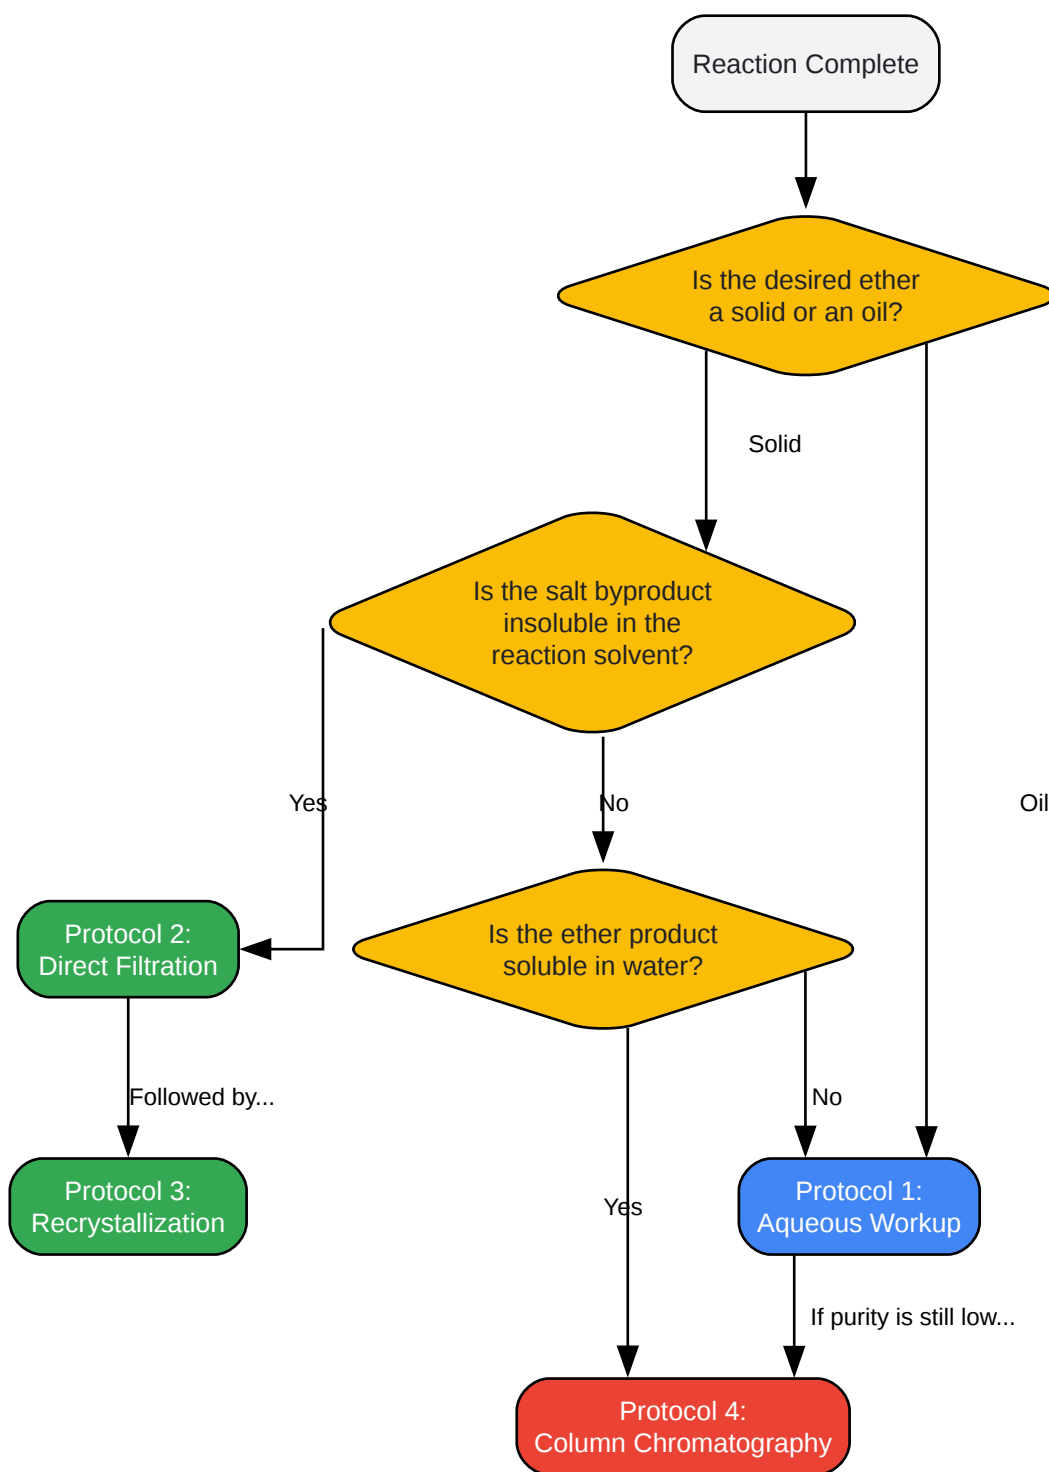 Reaction Complete
Is the desired ether
a solid or an oil?
Solid
Is the salt byproduct
insoluble in the
reaction solvent?
Yes
No
Oil
Protocol 2:
Direct Filtration
Is the ether product
soluble in water?
Followed by...
No
Protocol 3:
Recrystallization
Yes
Protocol 1:
Aqueous Workup
If purity is still low...
Protocol 4:
Column Chromatography